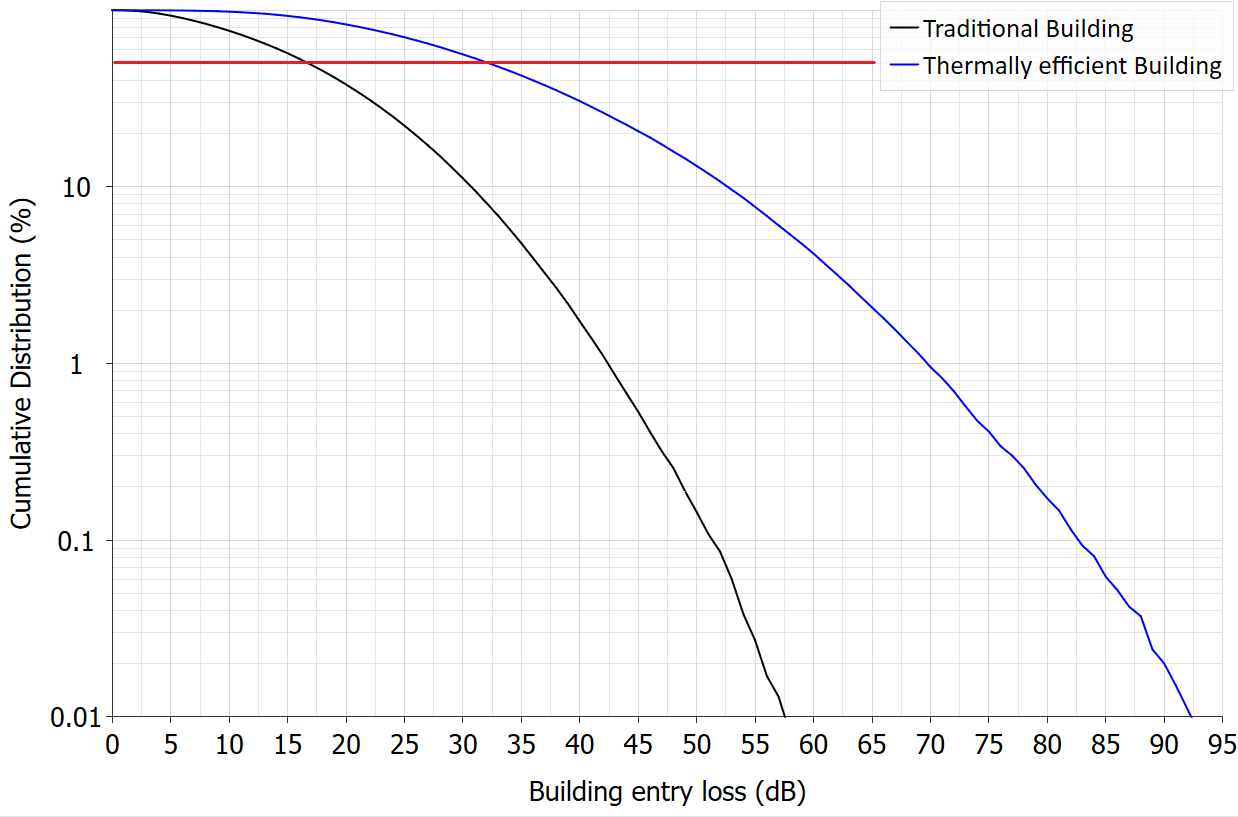 Traditional Building
Thermally efficient Building
10
1
0.1
0.01
Cumulative Distribution (%)
0 5 10 15 20 25 30 35 40 45 50 55 60 65 70 75 80 85 90 95
Building entry loss (dB)